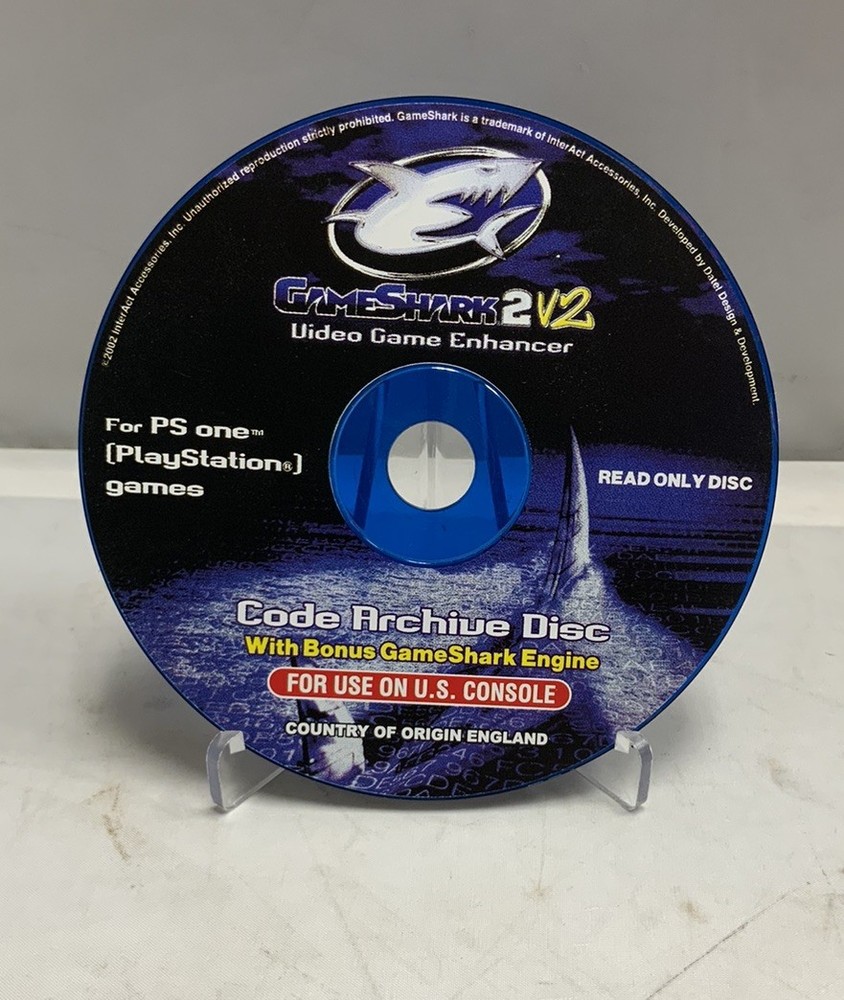 ©2002 InterAct Accessories, Inc. Unauthorized reproduction strictly prohibited. GameShark is a trademark of InterAct Accessories, Inc. Developed by Datel Design & Development.
GAMESHARK 2 V2
Video Game Enhancer
For PS one™
(PlayStation®)
games
READ ONLY DISC
Code Archive Disc
With Bonus GameShark Engine
FOR USE ON U.S. CONSOLE
COUNTRY OF ORIGIN ENGLAND